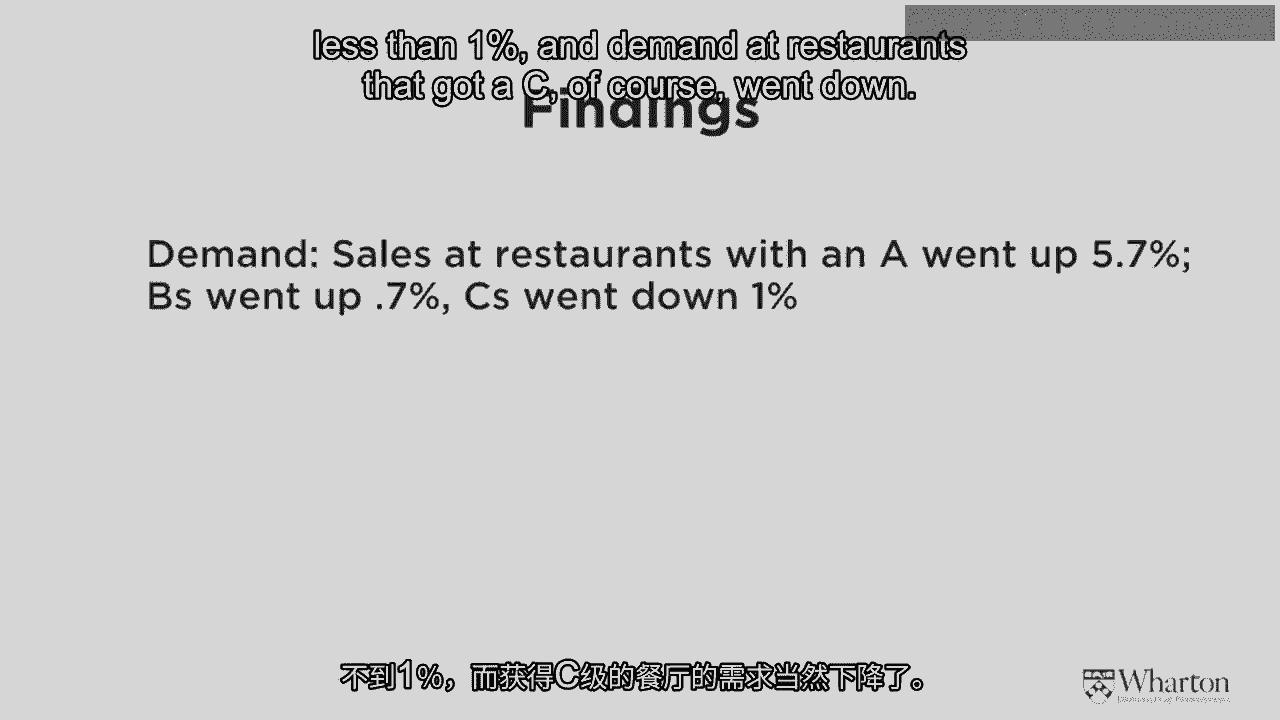 less than 1%, and demand at restaurants
that got a C, of course, went down.
Findings
Demand: Sales at restaurants with an A went up 5.7%;
Bs went up .7%, Cs went down 1%
不到1%，而获得C级的餐厅的需求当然下降了。
Wharton